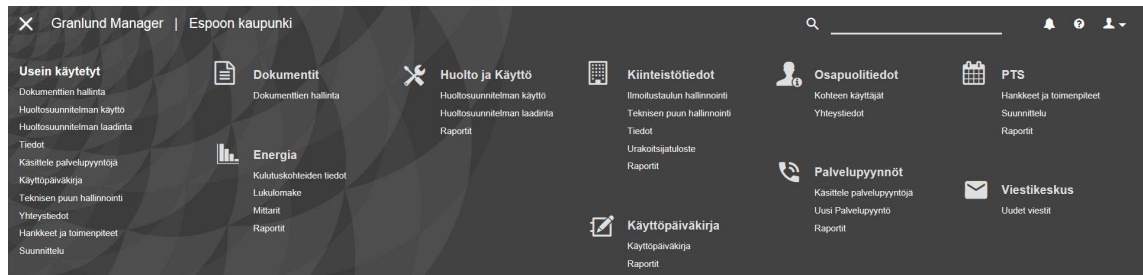 Granlund Manager | Espoon kaupunki
Usein käytetyt
Dokumenttien hallinta
Huoltosuunnitelman käyttö
Huoltosuunnitelman laadinta
Tiedot
Käsittele palvelupyyntöjä
Käyttöpäiväkirja
Teknisen puun hallinnointi
Yhteystiedot
Hankkeet ja toimenpiteet
Suunnittelu
Dokumentit
Dokumenttien hallinta
Energia
Kulutuskohteiden tiedot
Lukulomake
Mittarit
Raportit
Huolto ja Käyttö
Huoltosuunnitelman käyttö
Huoltosuunnitelman laadinta
Raportit
Kiinteistötiedot
Ilmoitustaulun hallinnointi
Teknisen puun hallinnointi
Tiedot
Urakoitsijatuloste
Raportit
Käyttöpäiväkirja
Käyttöpäiväkirja
Raportit
Osapuolitiedot
Kohteen käyttäjät
Yhteystiedot
Palvelupyynnöt
Käsittele palvelupyyntöjä
Uusi Palvelupyyntö
Raportit
PTS
Hankkeet ja toimenpiteet
Suunnittelu
Raportit
Viestikeskus
Uudet viestit